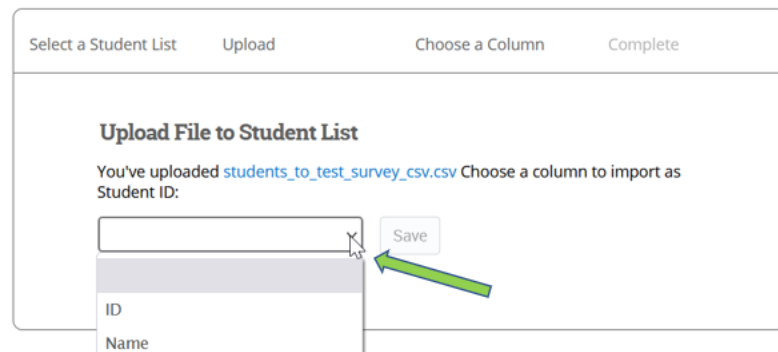 Select a Student List Upload Choose a Column Complete
Upload File to Student List
You've uploaded students_to_test_survey_csv.csv Choose a column to import as
Student ID:
Save
ID
Name